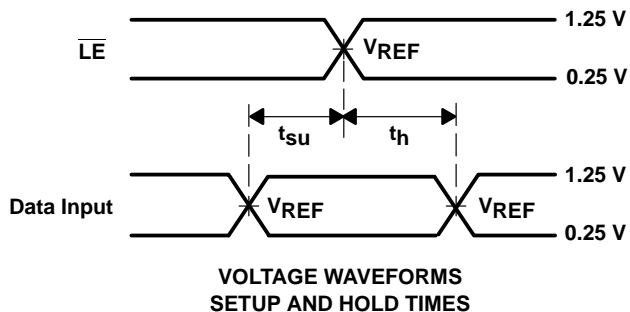 1.25 V
L̅E̅
VREF
0.25 V
tsu
th
1.25 V
Data Input
VREF
VREF
0.25 V
VOLTAGE WAVEFORMS
SETUP AND HOLD TIMES